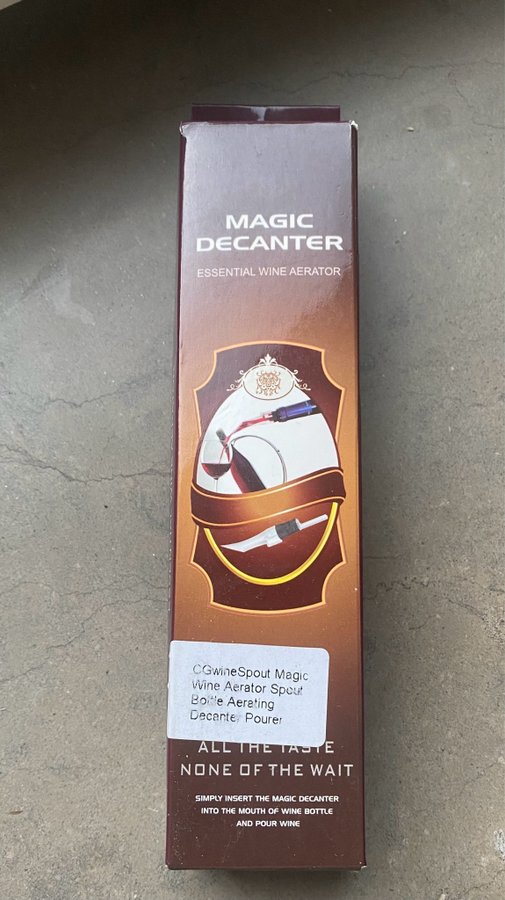 MAGIC
DECANTER
ESSENTIAL WINE AERATOR
CGwineSpout Magic
Wine Aerator Spout
Bottle Aerating
Decanter Pourer
ALL THE TASTE
NONE OF THE WAIT
SIMPLY INSERT THE MAGIC DECANTER
INTO THE MOUTH OF WINE BOTTLE
AND POUR WINE